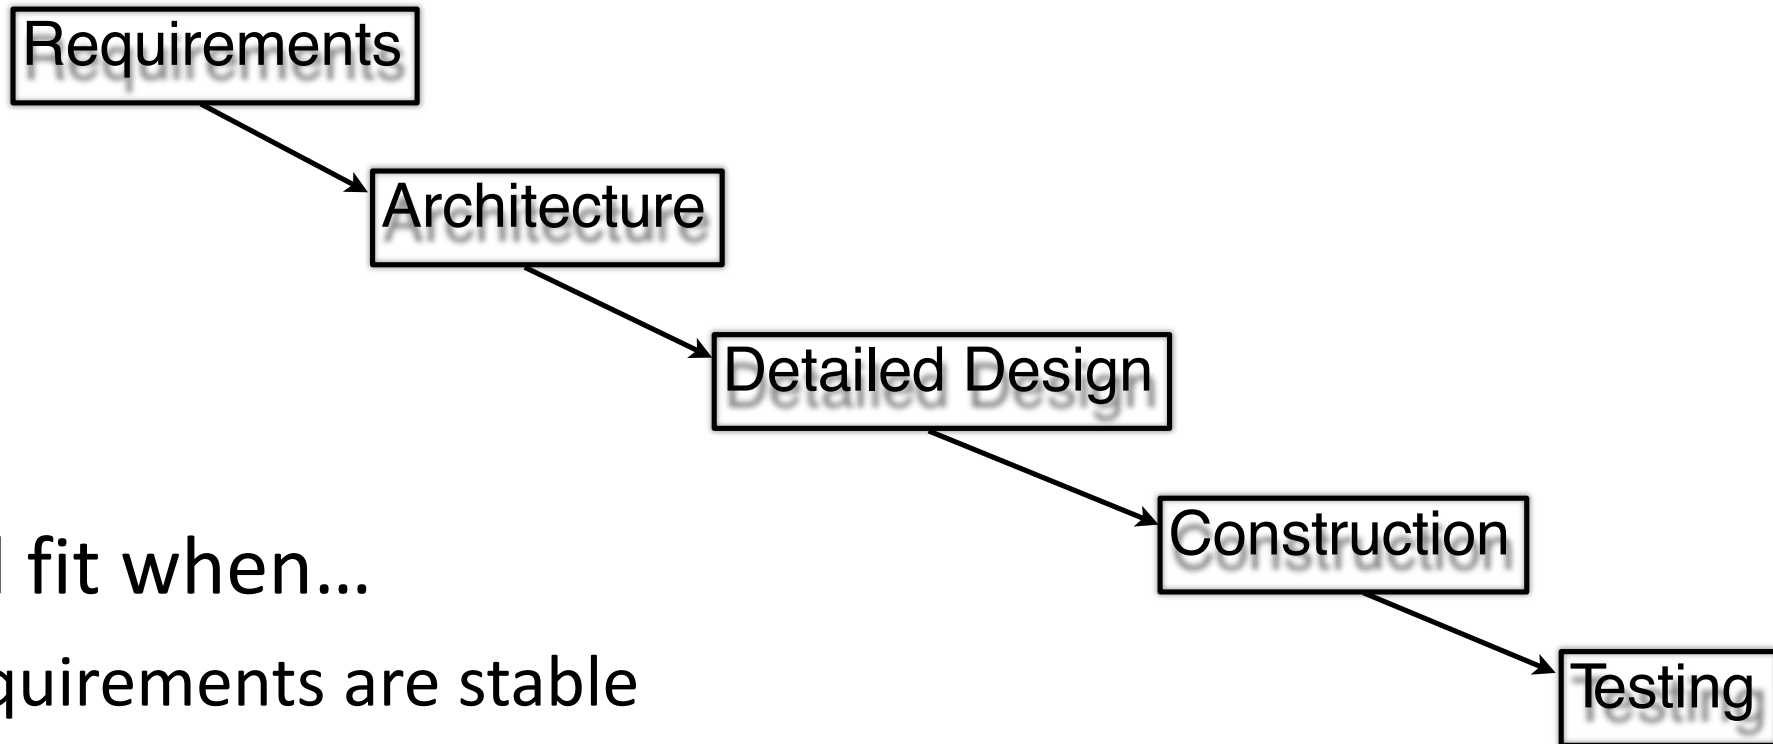 Requirements
Architecture
Detailed Design
Construction
fit when…
quirements are stable
Testing